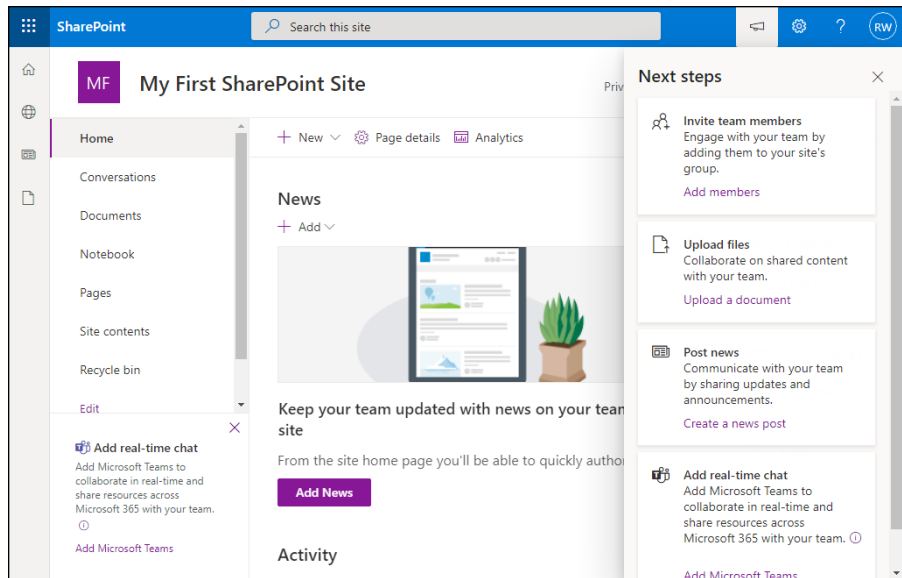 SharePoint
Search this site
?
RW
MF
My First SharePoint Site
Home
Conversations
Documents
Notebook
Pages
Site contents
Recycle bin
Edit
Add real-time chat
Add Microsoft Teams to
collaborate in real-time and
share resources across
Microsoft 365 with your team.
Add Microsoft Teams
New
Page details
Analytics
News
Add
Keep your team updated with news on your
site
From the site home page you'll be able to quickly
Add News
Activity
Next steps
Invite team members
Engage with your team by
adding them to your site's
group.
Add members
Upload files
Collaborate on shared content
with your team.
Upload a document
Post news
Communicate with your team
by sharing updates and
announcements.
Create a news post
Add real-time chat
Add Microsoft Teams to
collaborate in real-time and
share resources across
Microsoft 365 with your team.
Add Microsoft Teams